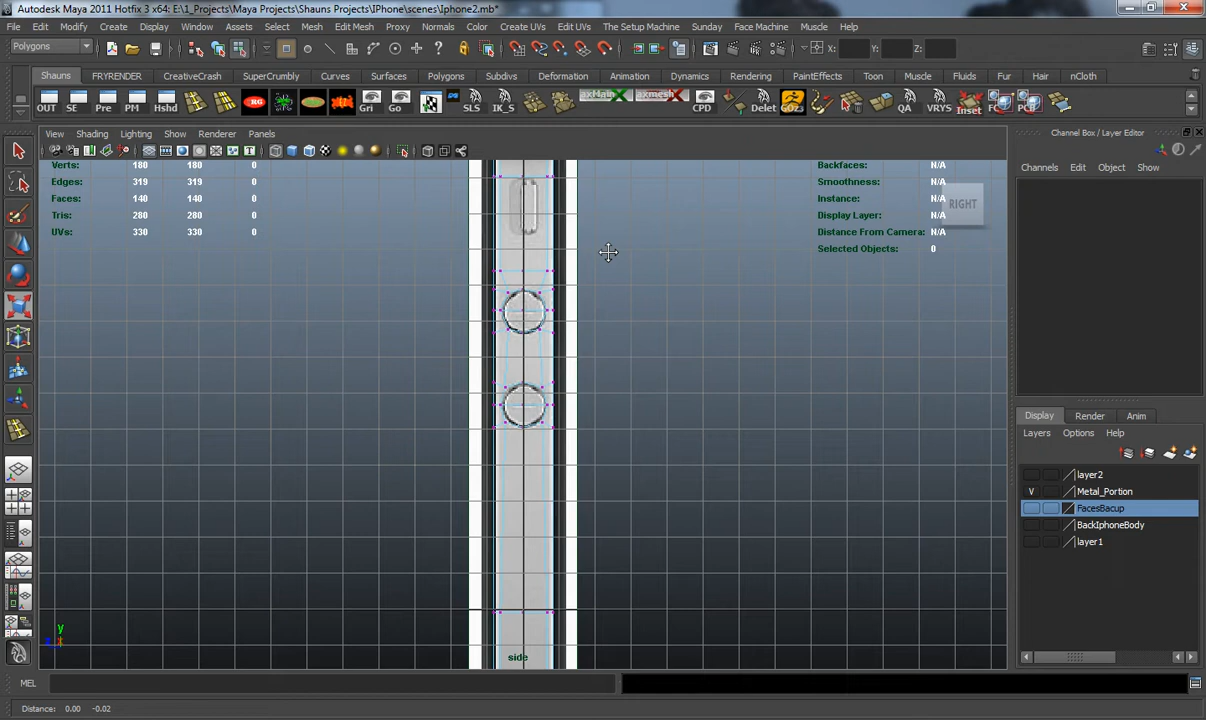 Autodesk Maya 2011 Hotfix 3 x64: E:\1_Projects\Maya Projects\Shauns Projects\IPhone\scenes\Iphone2.mb*
File Edit Modify Create Display Window Assets Select Mesh Edit Mesh Proxy Normals Color Create UVs Edit UVs The Setup Machine Sunday Face Machine Muscle Help
Polygons X: Y: Z:
Shauns FRYRENDER CreativeCrash SuperCrumbly Curves Surfaces Polygons Subdivs Deformation Animation Dynamics Rendering PaintEffects Toon Muscle Fluids Fur Hair nCloth
OUT SE Pre PM Hshd Gri Go SLS IK_S axMain axmesh CPD Delet GOZ3 QA VRYS Inset
View Shading Lighting Show Renderer Panels
Channel Box / Layer Editor
Channels Edit Object Show
Verts: 180 180 0
Edges: 319 319 0
Faces: 140 140 0
Tris: 280 280 0
UVs: 330 330 0
Backfaces: N/A
Smoothness: N/A
Instance: N/A
Display Layer: N/A
Distance From Camera: N/A
Selected Objects: 0
RIGHT
Display Render Anim
Layers Options Help
layer2
V Metal_Portion
FacesBacup
BackIphoneBody
layer1
y
side
MEL
Distance: 0.00 -0.02